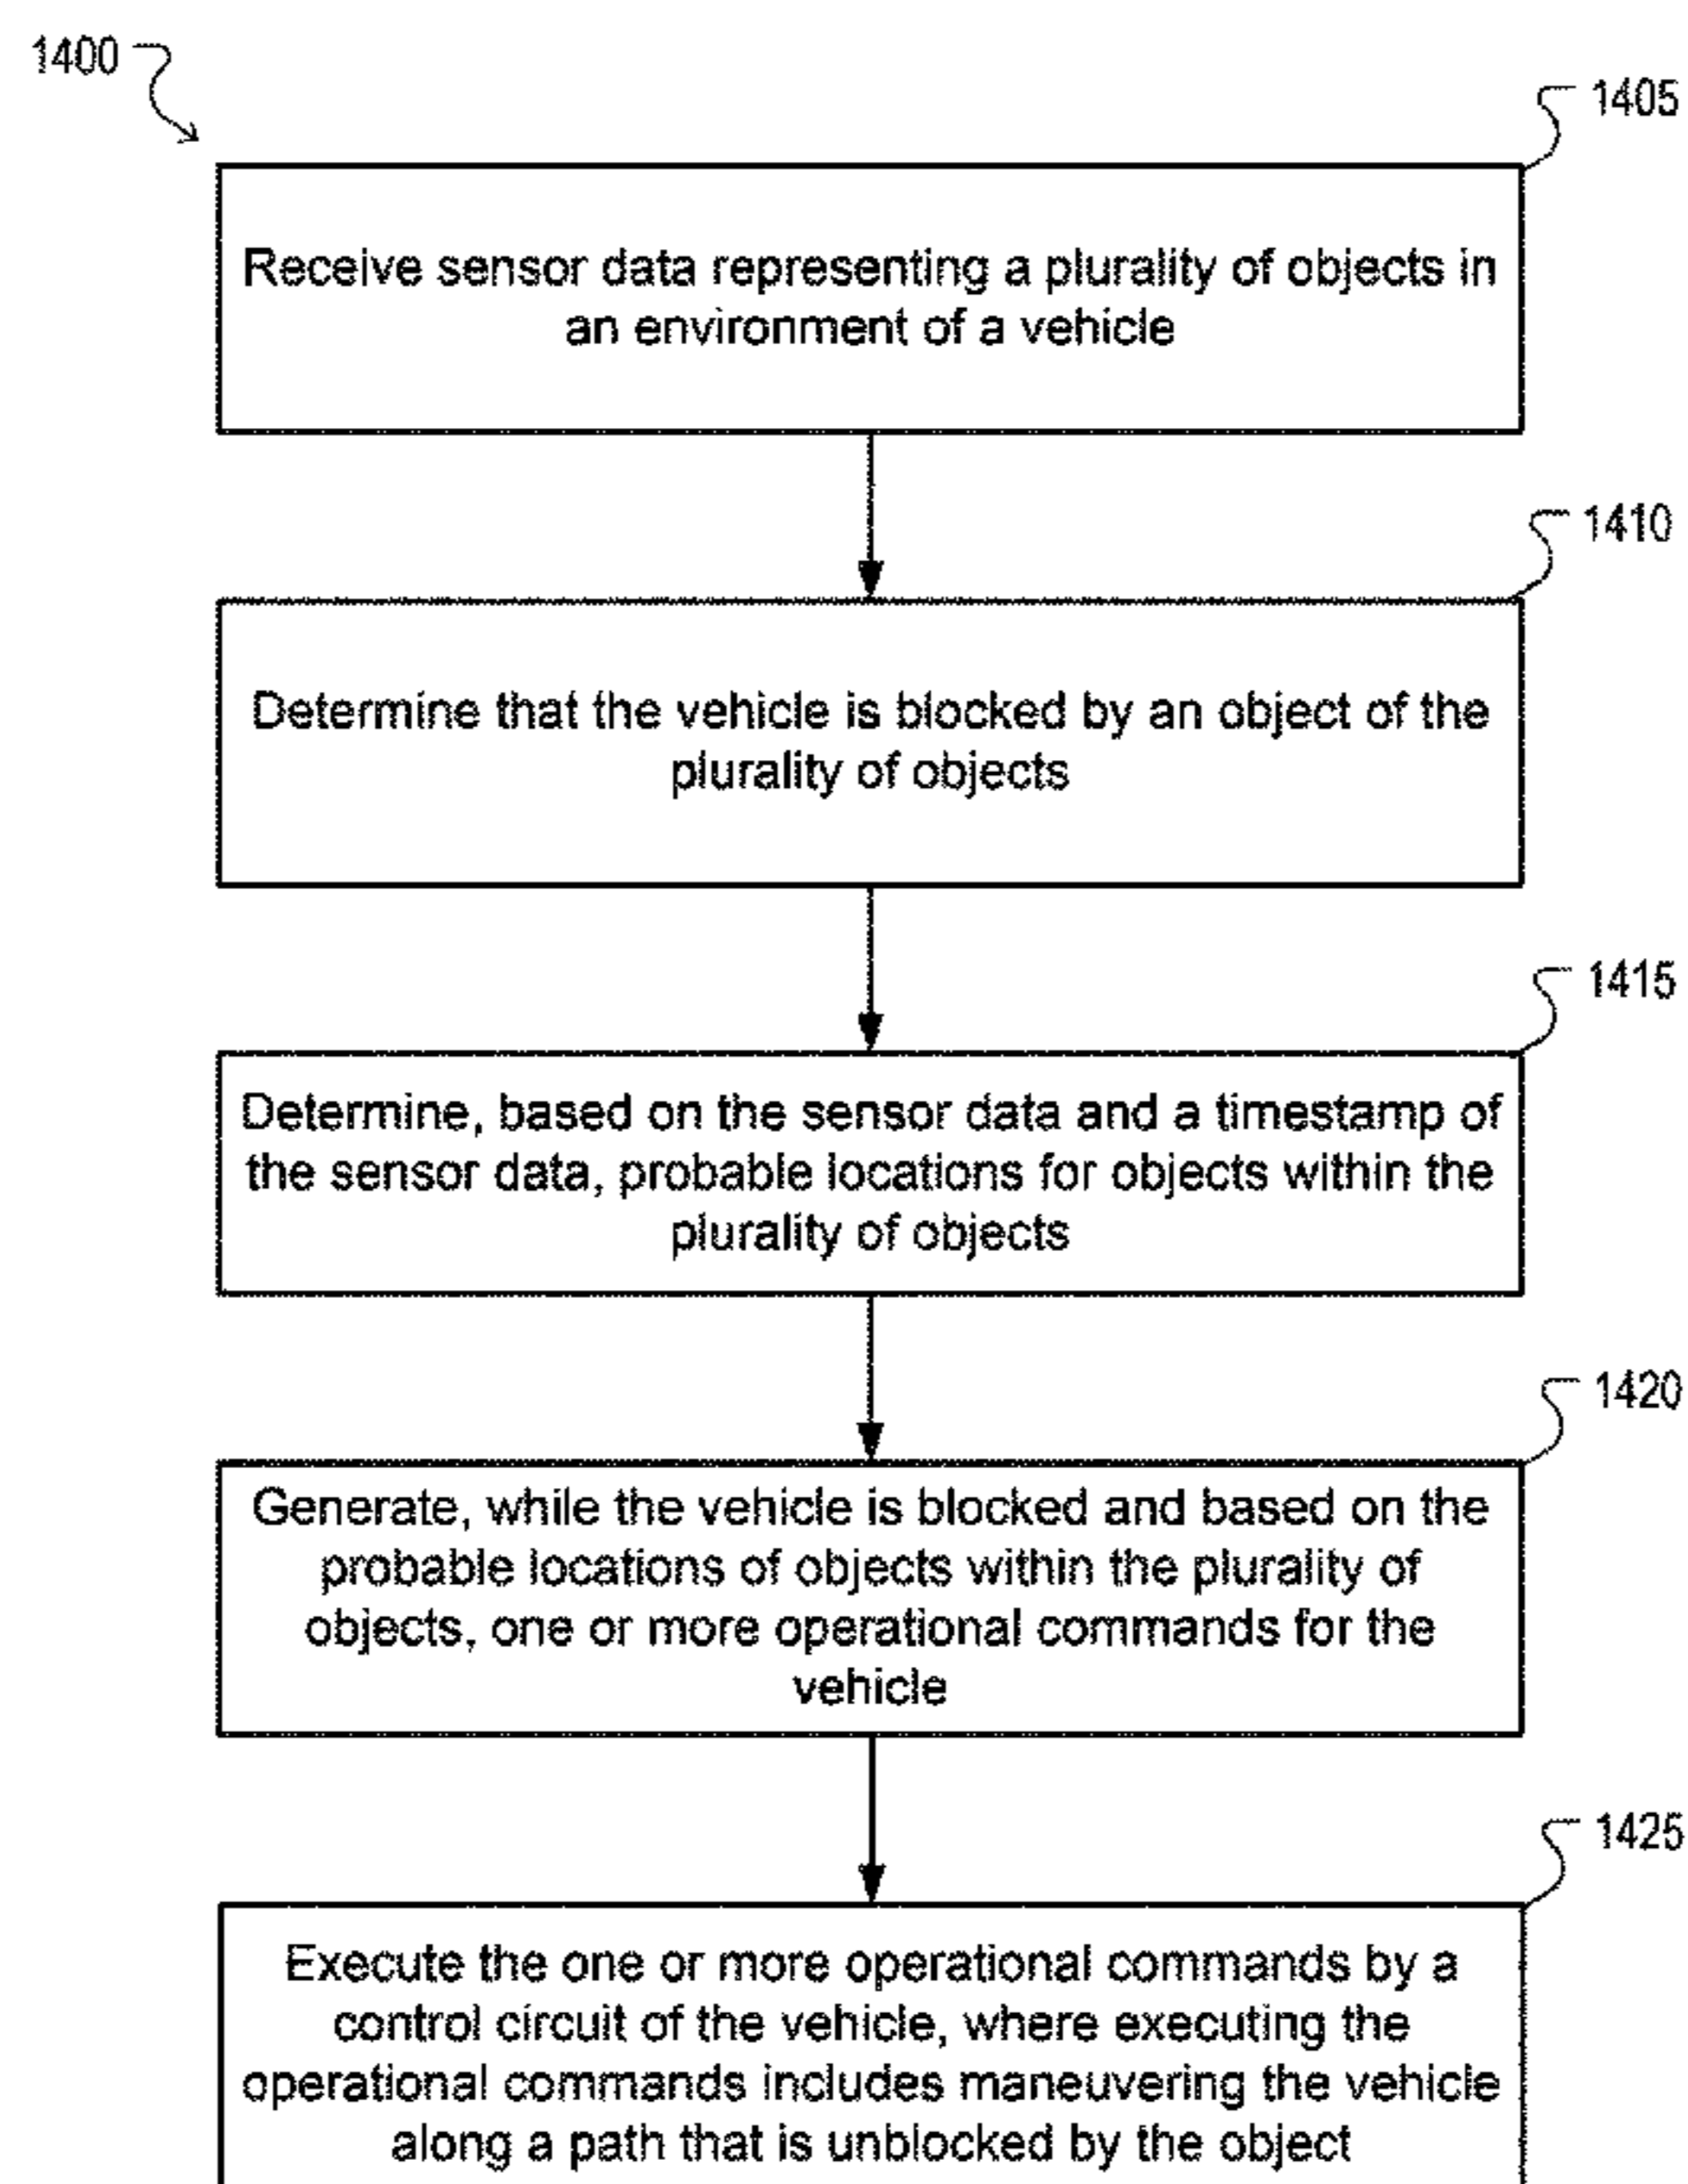 1400
1405
Receive sensor data representing a plurality of objects in
an environment of a vehicle
1410
Determine that the vehicle is blocked by an object of the
plurality of objects
1415
Determine, based on the sensor data and a timestamp of
the sensor data, probable locations for objects within the
plurality of objects
1420
Generate, while the vehicle is blocked and based on the
probable locations of objects within the plurality of
objects, one or more operational commands for the
vehicle
1425
Execute the one or more operational commands by a
control circuit of the vehicle, where executing the
operational commands includes maneuvering the vehicle
along a path that is unblocked by the object